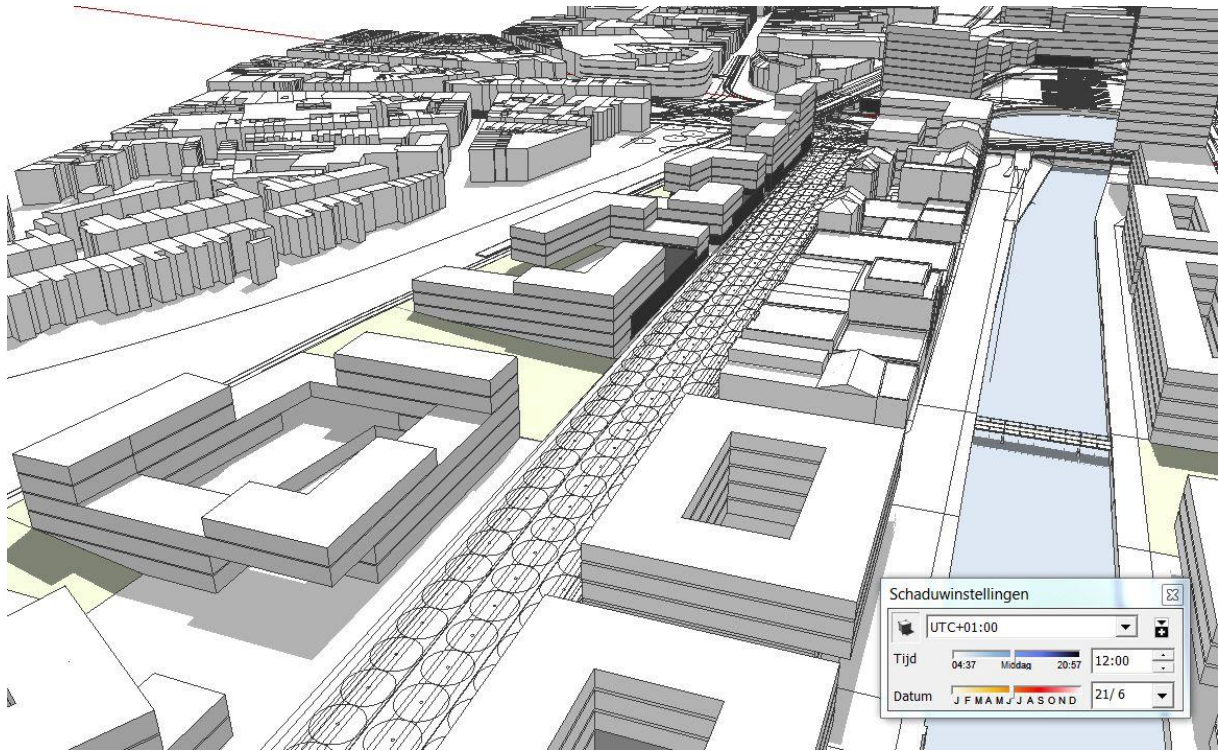 Schaduwinstellingen
UTC+01:00
Tijd 04:37 Middag 20:57 12:00
Datum J F M A M J J A S O N D 21/ 6